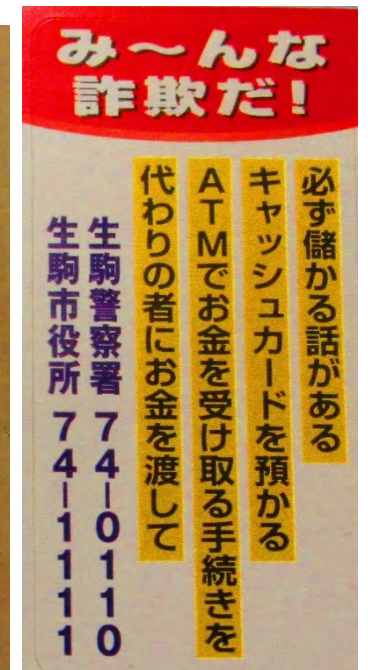 み〜んな
詐欺だ！
必ず儲かる話がある
キャッシュカードを預かる
ATMでお金を受け取る手続きを
代わりの者にお金を渡して
生駒警察署 74-0110
生駒市役所 74-1111